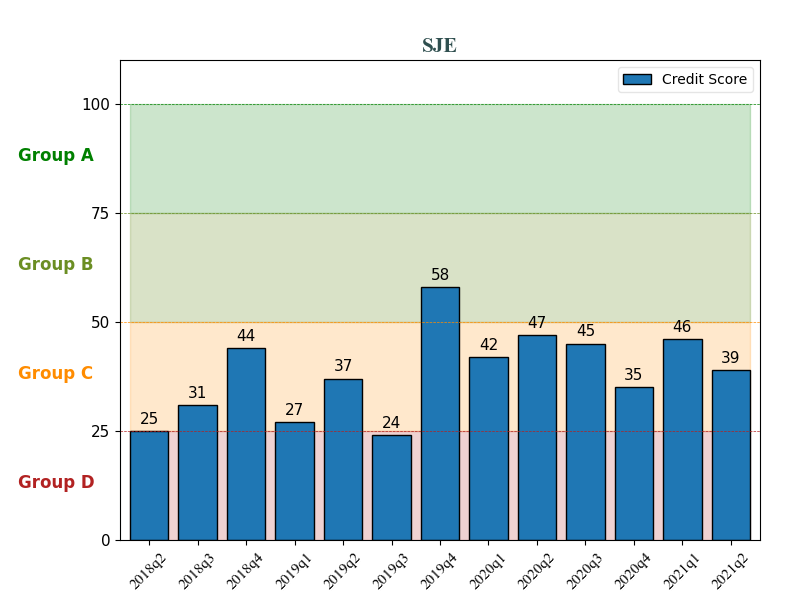 SJE
Credit Score
100
Group A
75
Group B
58
50
47
46
45
44
42
39
Group C
37
35
31
27
25
24
25
Group D
0
2018q2
2018q3
2018q4
2019q1
2019q2
2019q3
2019q4
2020q1
2020q2
2020q3
2020q4
2021q1
2021q2